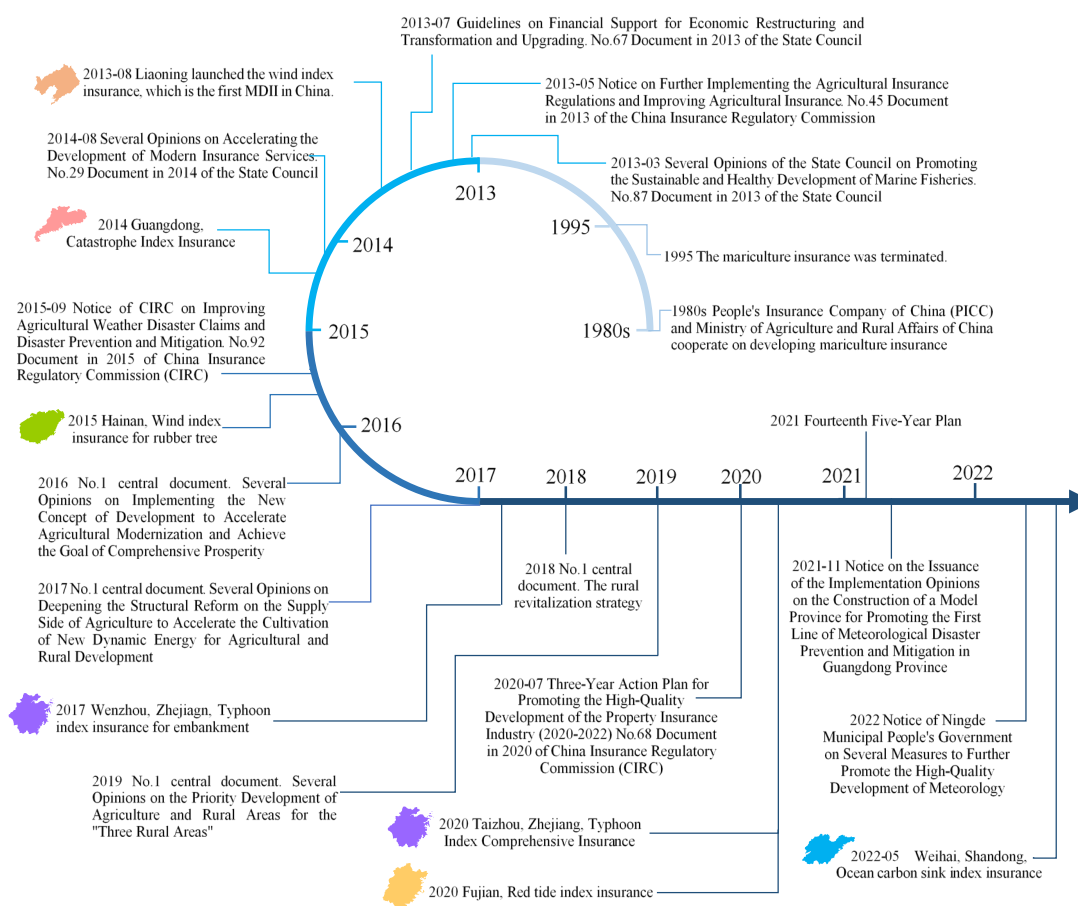 2013-07 Guidelines on Financial Support for Economic Restructuring and
Transformation and Upgrading. No.67 Document in 2013 of the State Council
2013-08 Liaoning launched the wind index
insurance, which is the first MDII in China.
2013-05 Notice on Further Implementing the Agricultural Insurance
Regulations and Improving Agricultural Insurance. No.45 Document
in 2013 of the China Insurance Regulatory Commission
2014-08 Several Opinions on Accelerating the
Development of Modern Insurance Services.
No.29 Document in 2014 of the State Council
2013-03 Several Opinions of the State Council on Promoting
the Sustainable and Healthy Development of Marine Fisheries.
No.87 Document in 2013 of the State Council
2013
2014 Guangdong,
Catastrophe Index Insurance
2014
1995
1995 The mariculture insurance was terminated.
2015-09 Notice of CIRC on Improving
Agricultural Weather Disaster Claims and
Disaster Prevention and Mitigation. No.92
Document in 2015 of China Insurance
Regulatory Commission (CIRC)
2015
1980s
1980s People's Insurance Company of China (PICC)
and Ministry of Agriculture and Rural Affairs of China
cooperate on developing mariculture insurance
2015 Hainan, Wind index
insurance for rubber tree
2016
2021 Fourteenth Five-Year Plan
2017
2018
2019
2020
2021
2022
2016 No.1 central document. Several
Opinions on Implementing the New
Concept of Development to Accelerate
Agricultural Modernization and Achieve
the Goal of Comprehensive Prosperity
2017 No.1 central document. Several Opinions on
Deepening the Structural Reform on the Supply
Side of Agriculture to Accelerate the Cultivation
of New Dynamic Energy for Agricultural and
Rural Development
2018 No.1 central
document. The rural
revitalization strategy
2021-11 Notice on the Issuance
of the Implementation Opinions
on the Construction of a Model
Province for Promoting the First
Line of Meteorological Disaster
Prevention and Mitigation in
Guangdong Province
2017 Wenzhou, Zhejiagn, Typhoon
index insurance for embankment
2020-07 Three-Year Action Plan for
Promoting the High-Quality
Development of the Property Insurance
Industry (2020-2022) No.68 Document
in 2020 of China Insurance Regulatory
Commission (CIRC)
2022 Notice of Ningde
Municipal People's Government
on Several Measures to Further
Promote the High-Quality
Development of Meteorology
2019 No.1 central document. Several
Opinions on the Priority Development of
Agriculture and Rural Areas for the
"Three Rural Areas"
2020 Taizhou, Zhejiang, Typhoon
Index Comprehensive Insurance
2022-05 Weihai, Shandong,
Ocean carbon sink index insurance
2020 Fujian, Red tide index insurance